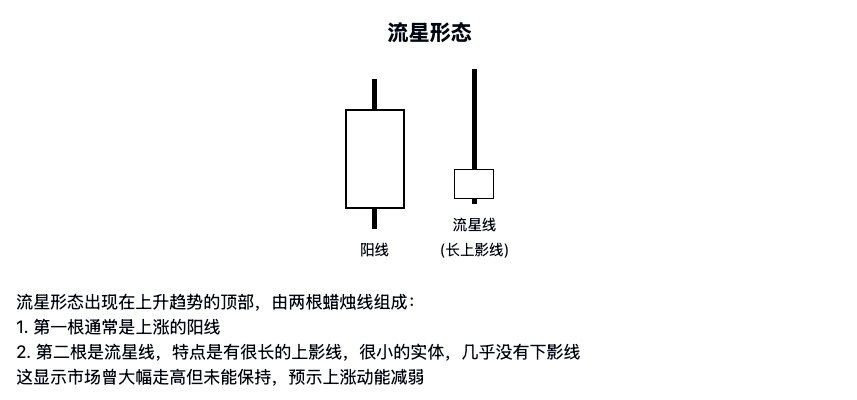 流星形态
阳线
流星线
(长上影线)
流星形态出现在上升趋势的顶部，由两根蜡烛线组成：
1. 第一根通常是上涨的阳线
2. 第二根是流星线，特点是有很长的上影线，很小的实体，几乎没有下影线
这显示市场曾大幅走高但未能保持，预示上涨动能减弱